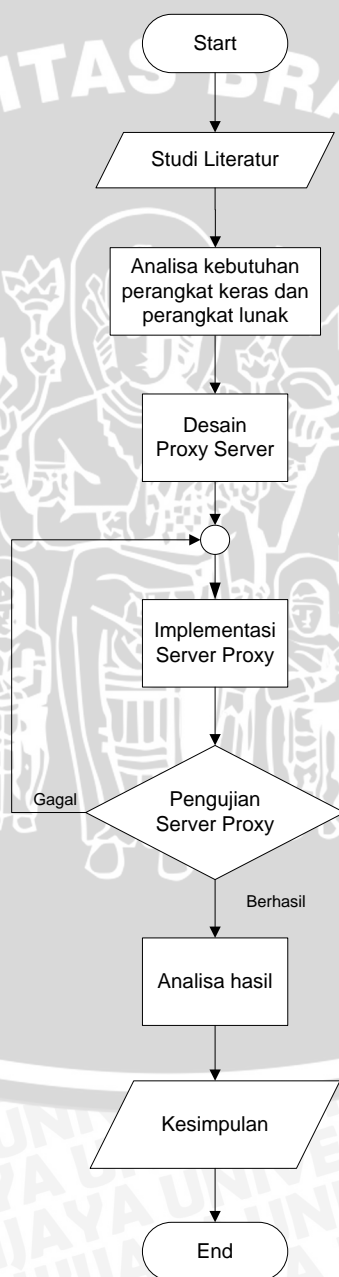 Start
Studi Literatur
Analisa kebutuhan
perangkat keras dan
perangkat lunak
Desain
Proxy Server
Implementasi
Server Proxy
Gagal
Pengujian
Server Proxy
Berhasil
Analisa hasil
Kesimpulan
End